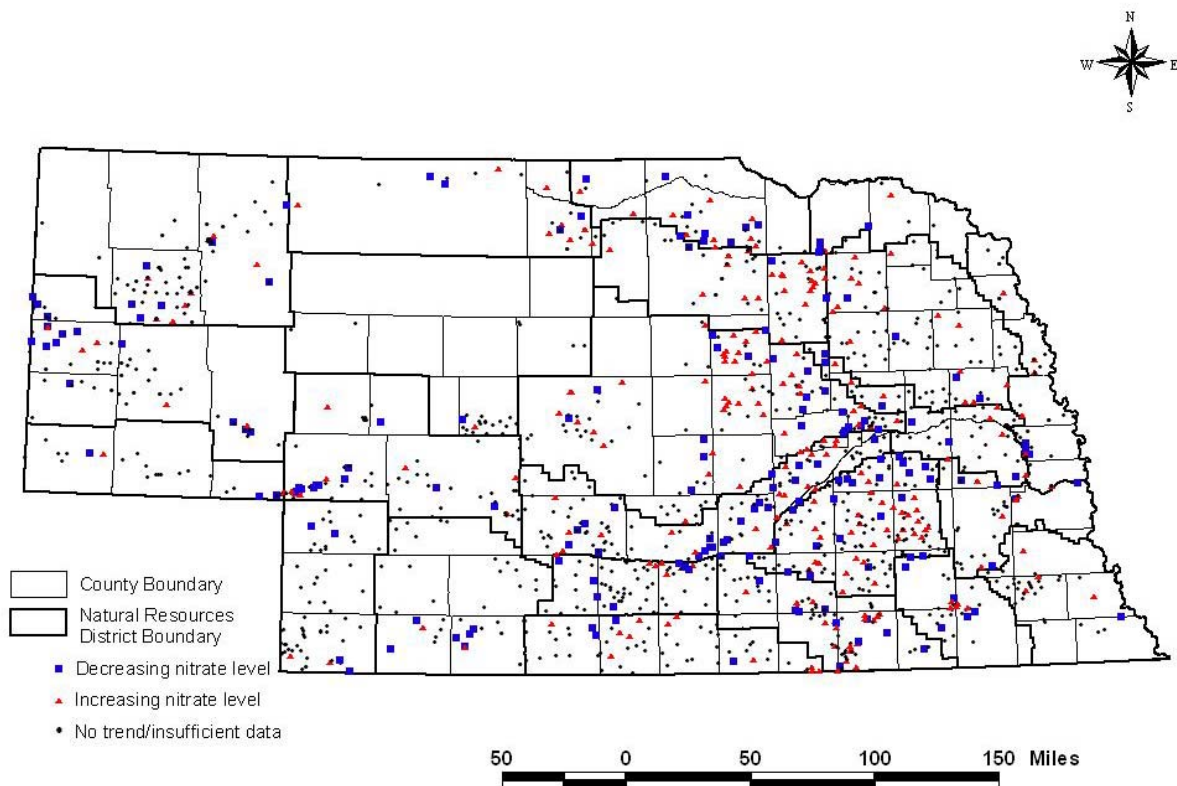 N
W E
S
County Boundary
Natural Resources
District Boundary
Decreasing nitrate level
Increasing nitrate level
No trend/insufficient data
50 0 50 100 150 Miles